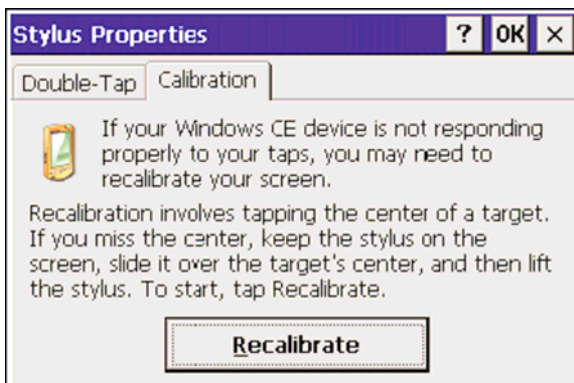 Stylus Properties ? OK ×
Double-Tap Calibration
If your Windows CE device is not responding
properly to your taps, you may need to
recalibrate your screen.
Recalibration involves tapping the center of a target.
If you miss the center, keep the stylus on the
screen, slide it over the target's center, and then lift
the stylus. To start, tap Recalibrate.
Recalibrate